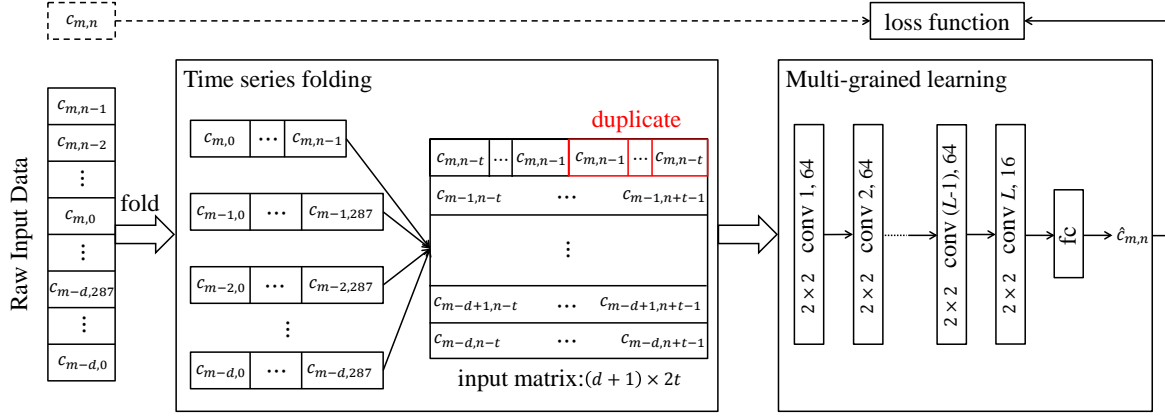 c_{m,n}
loss function
Raw Input Data
c_{m,n−1}
c_{m,n−2}
⋮
c_{m,0}
⋮
c_{m−d,287}
⋮
c_{m−d,0}
fold
Time series folding
c_{m,0} ⋯ c_{m,n−1}
c_{m−1,0} ⋯ c_{m−1,287}
c_{m−2,0} ⋯ c_{m−2,287}
⋮
c_{m−d,0} ⋯ c_{m−d,287}
duplicate
c_{m,n−t} ⋯ c_{m,n−1} c_{m,n−1} ⋯ c_{m,n−t}
c_{m−1,n−t} ⋯ c_{m−1,n+t−1}
⋮
c_{m−d+1,n−t} ⋯ c_{m−d+1,n+t−1}
c_{m−d,n−t} ⋯ c_{m−d,n+t−1}
input matrix:(d + 1) × 2t
Multi-grained learning
2 × 2 conv 1, 64
2 × 2 conv 2, 64
2 × 2 conv (L-1), 64
2 × 2 conv L, 16
fc
ĉ_{m,n}